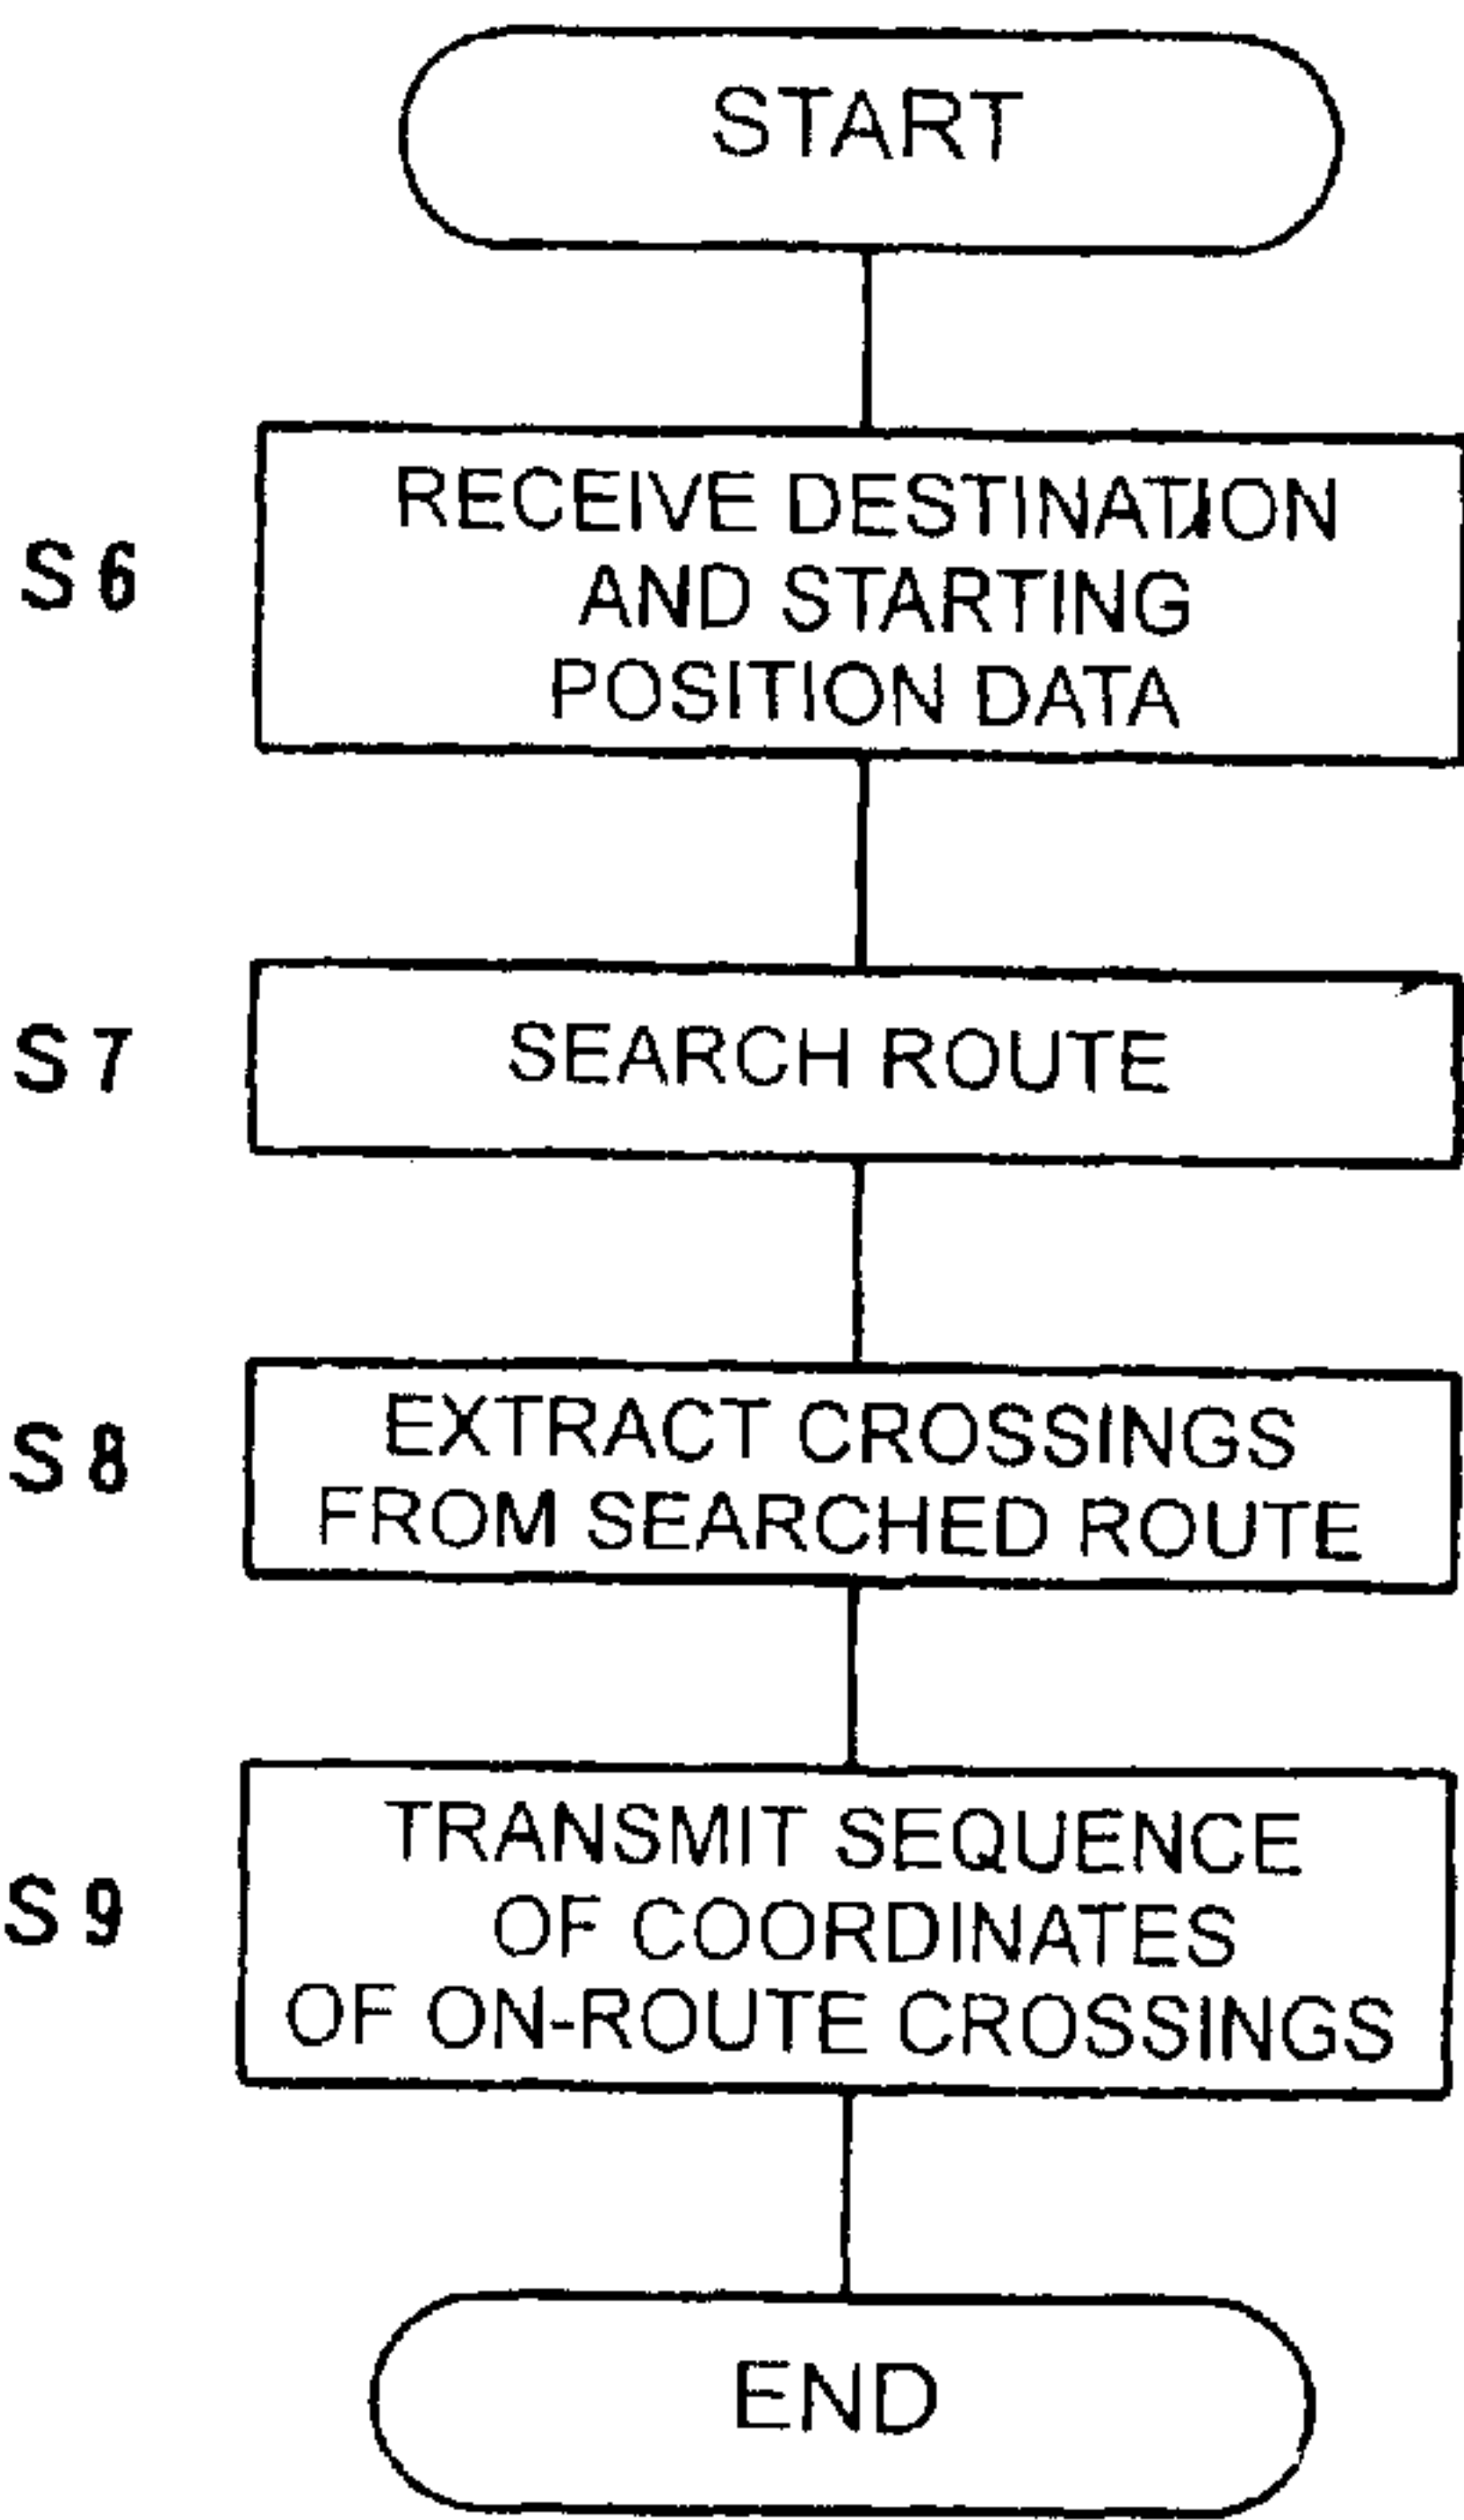 START
S6
RECEIVE DESTINATION
AND STARTING
POSITION DATA
S7
SEARCH ROUTE
S8
EXTRACT CROSSINGS
FROM SEARCHED ROUTE
S9
TRANSMIT SEQUENCE
OF COORDINATES
OF ON-ROUTE CROSSINGS
END